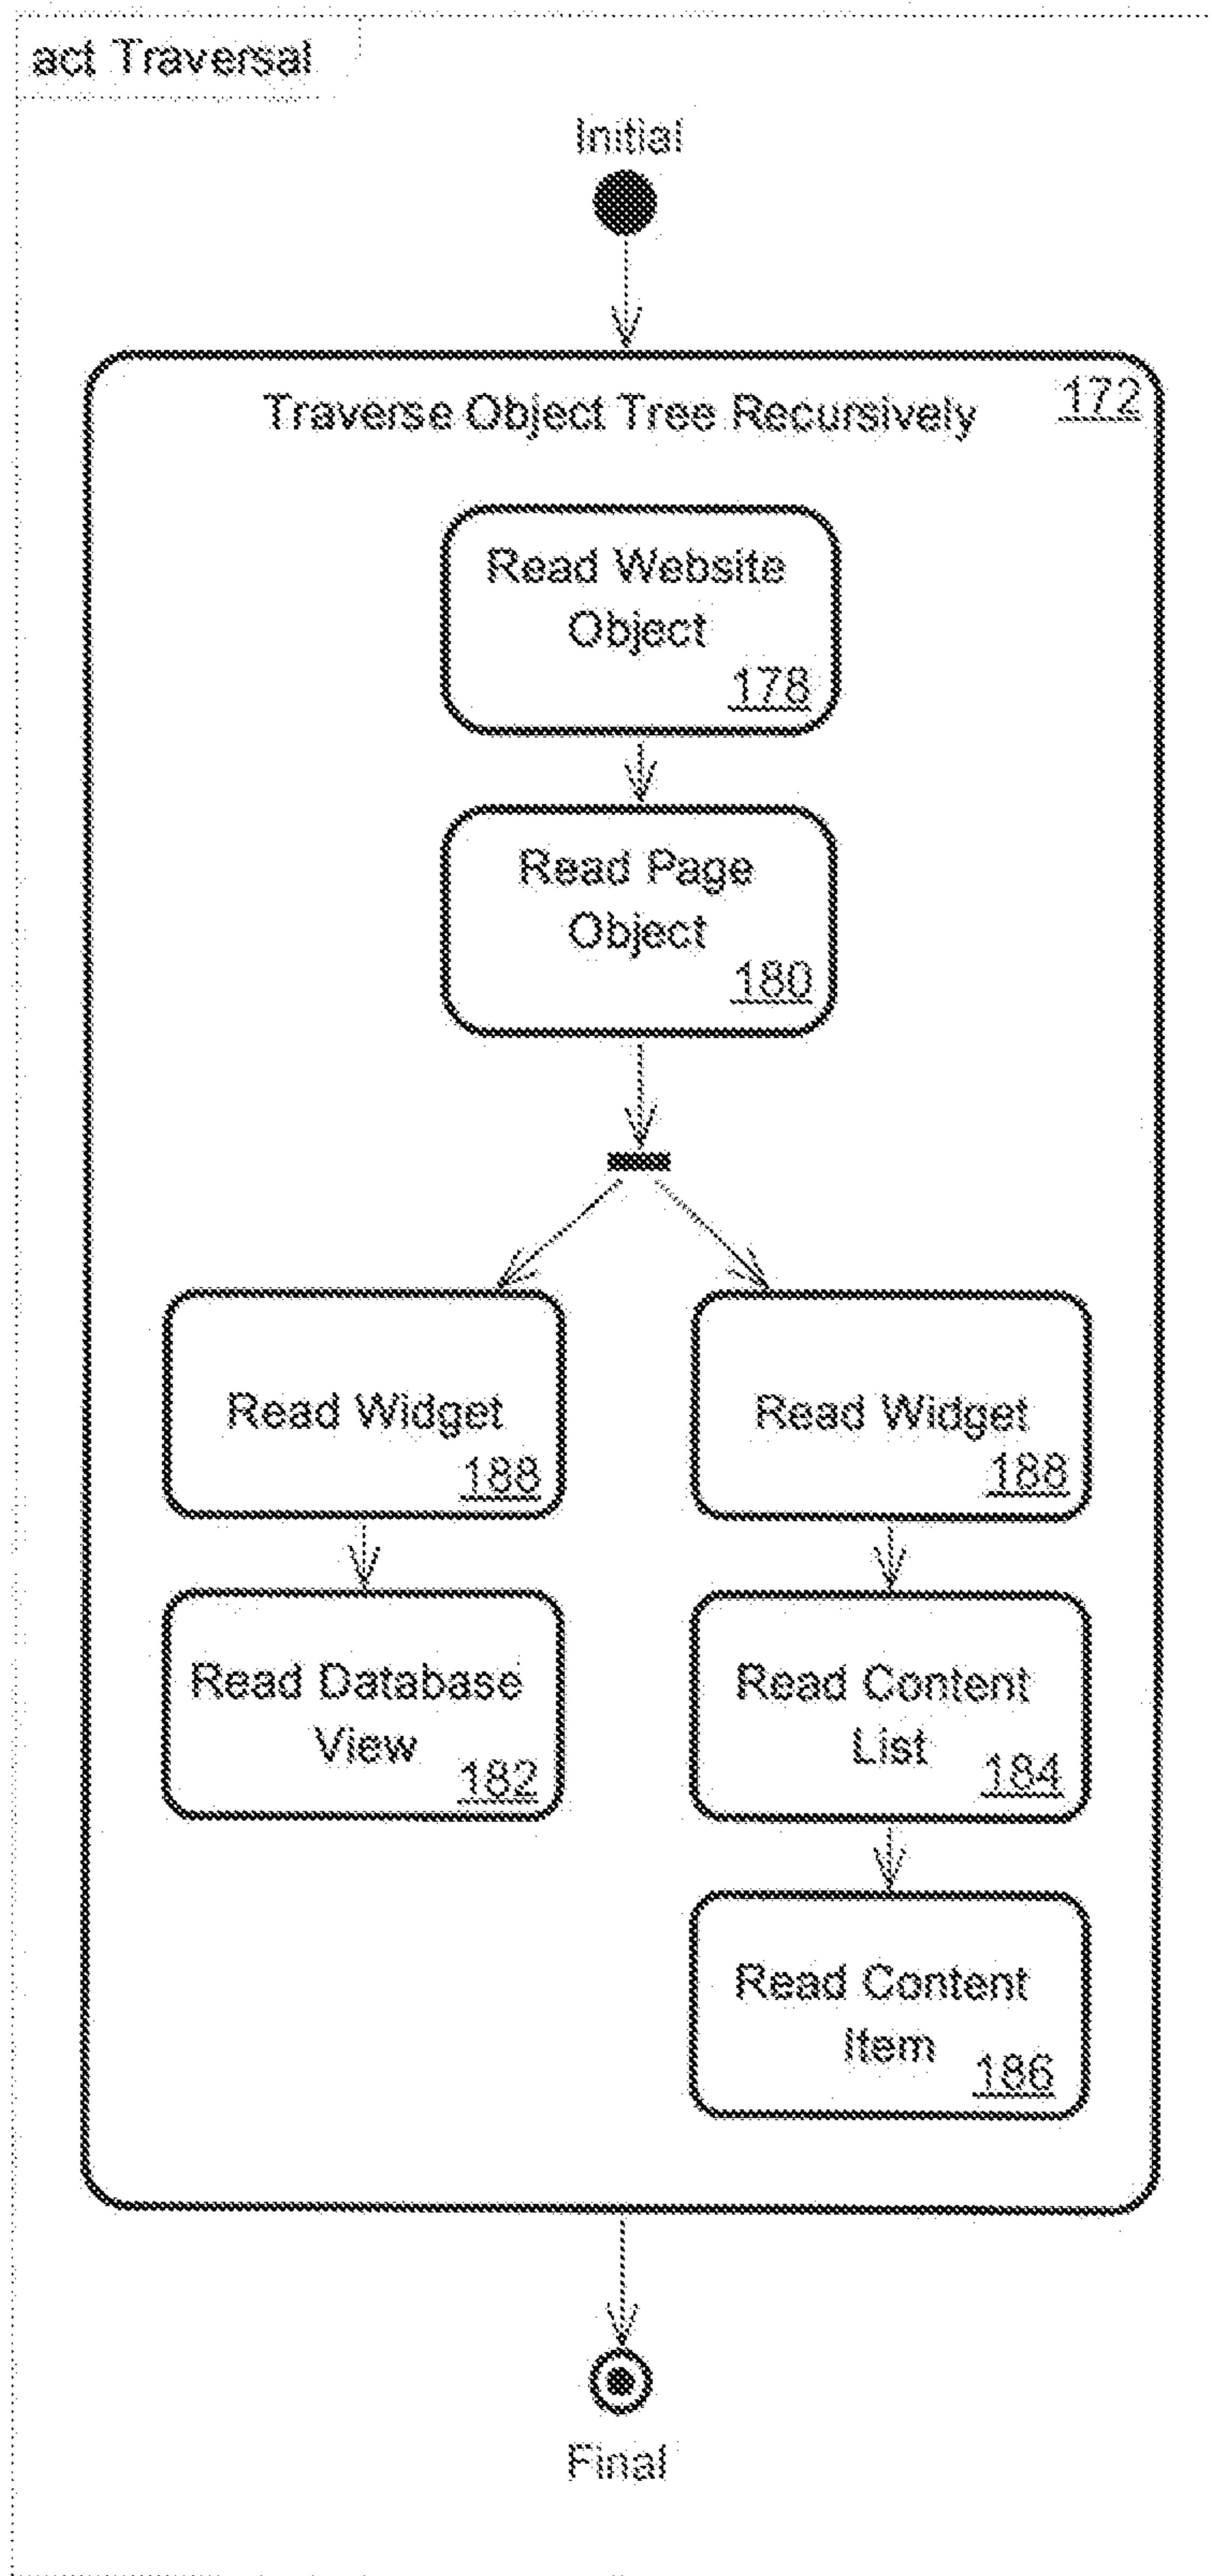 act Traversal
Initial
Traverse Object Tree Recursively
172
Read Website
Object
178
Read Page
Object
180
Read Widget
188
Read Widget
188
Read Database
View
182
Read Content
List
184
Read Content
Item
186
Final